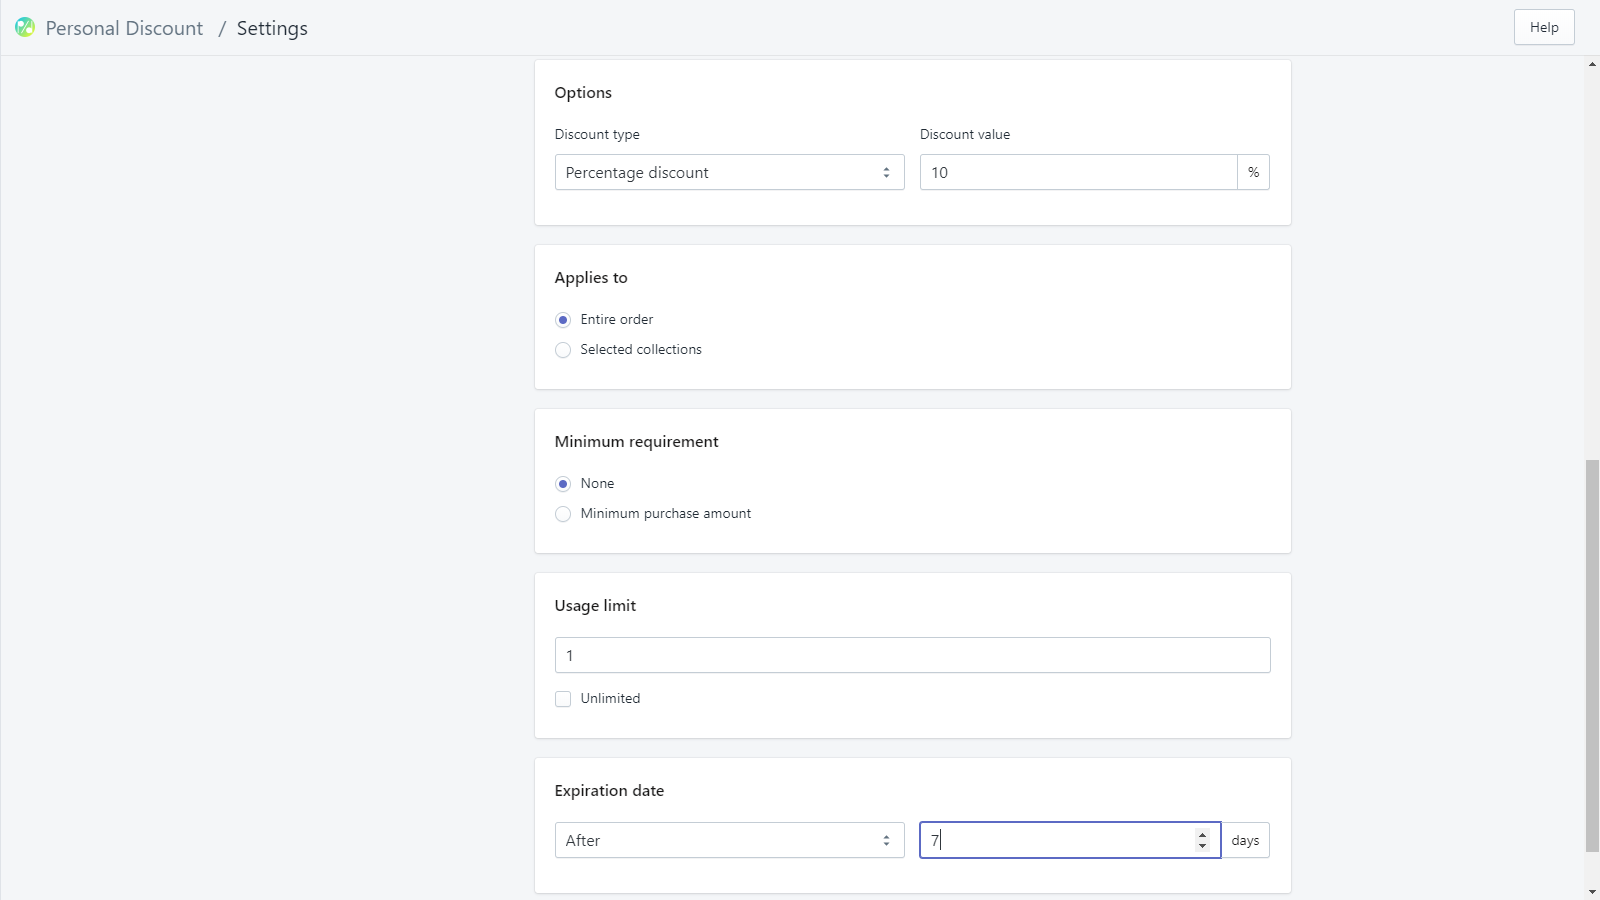 Personal Discount / Settings
Help
Options
Discount type
Discount value
Percentage discount
10
%
Applies to
Entire order
Selected collections
Minimum requirement
None
Minimum purchase amount
Usage limit
1
Unlimited
Expiration date
After
7
days